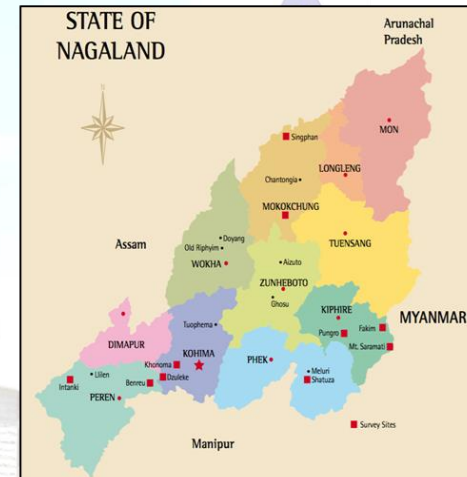 STATE OF
NAGALAND
Arunachal
Pradesh
N
MON
Singphan
LONGLENG
Chantongia
MOKOKCHUNG
TUENSANG
Assam
Doyang
Old Riphyim
WOKHA
Aizuto
ZUNHEBOTO
Ghosu
KIPHIRE
MYANMAR
Fakim
Pungro
Mt. Saramati
Tuophema
DIMAPUR
KOHIMA
Khonoma
Dzuleke
PHEK
Meluri
Shatuza
Intanki
Lilen
Benreu
PEREN
Manipur
Survey Sites